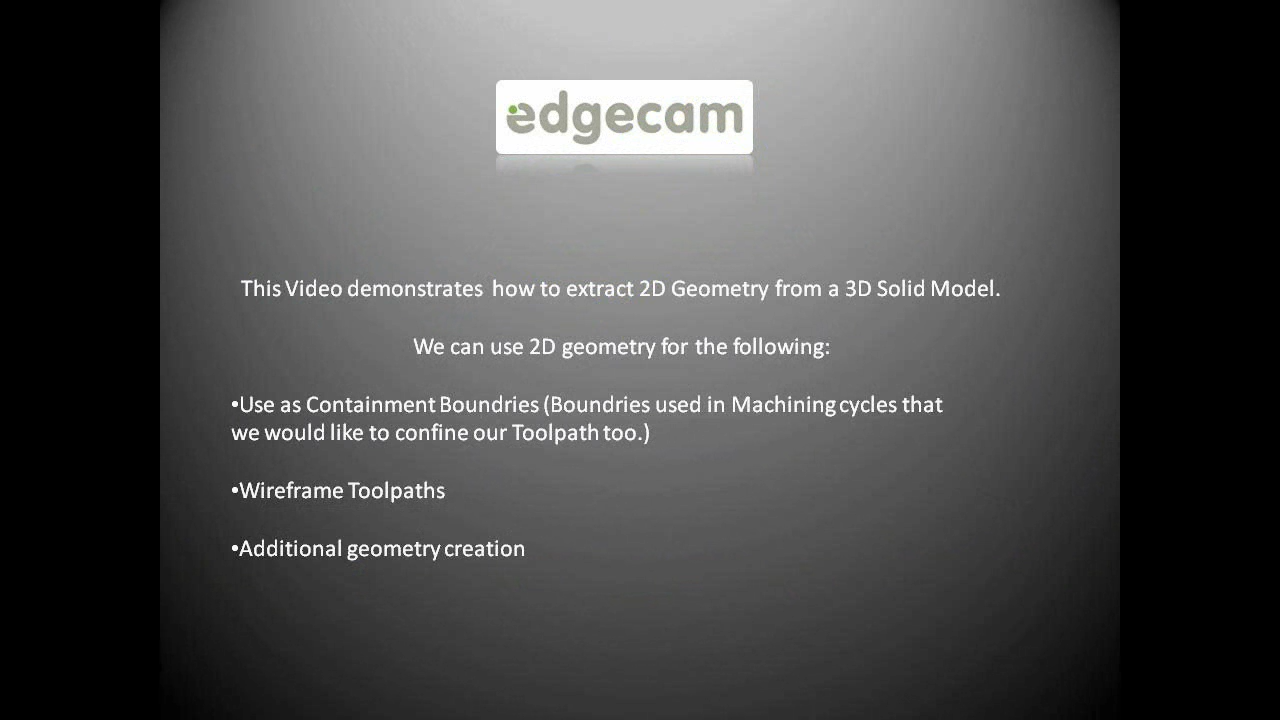 edgecam
This Video demonstrates how to extract 2D Geometry from a 3D Solid Model.
We can use 2D geometry for the following:
•Use as Containment Boundries (Boundries used in Machining cycles that
we would like to confine our Toolpath too.)
•Wireframe Toolpaths
•Additional geometry creation